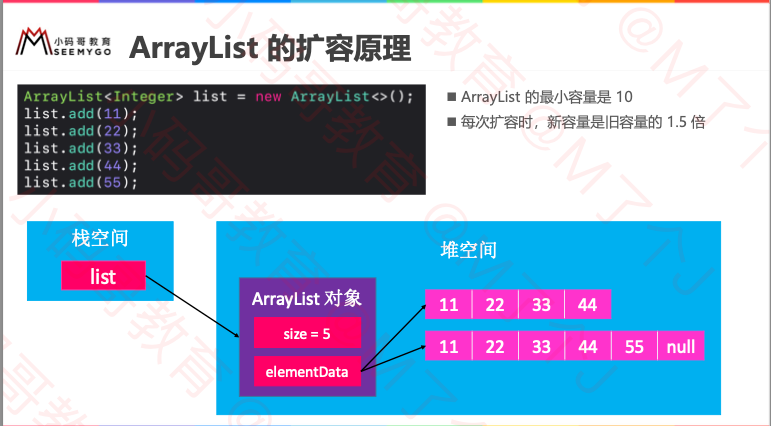 小码哥教育
SEEMYGO
ArrayList 的扩容原理
ArrayList<Integer> list = new ArrayList<>();
list.add(11);
list.add(22);
list.add(33);
list.add(44);
list.add(55);
■ ArrayList 的最小容量是 10
■ 每次扩容时，新容量是旧容量的 1.5 倍
栈空间
list
堆空间
ArrayList 对象
size = 5
elementData
11 22 33 44
11 22 33 44 55 null
小码哥教育 @M了个J